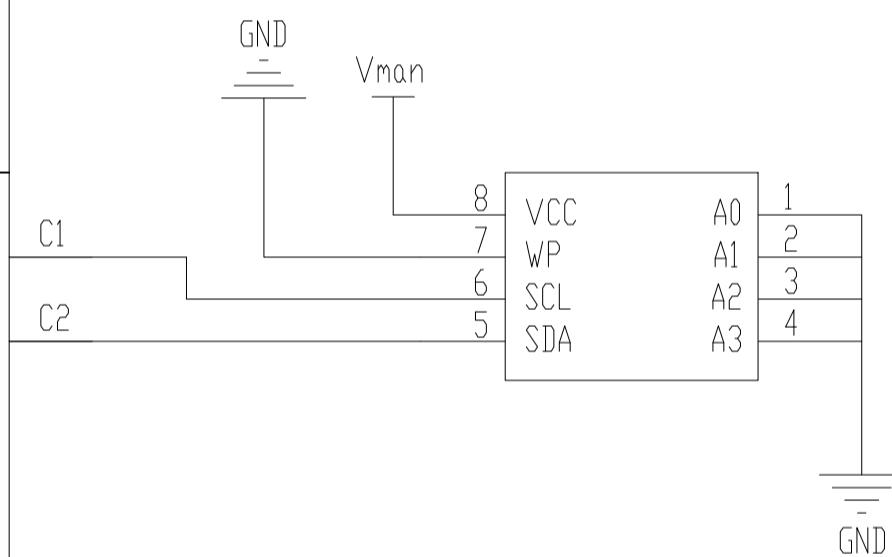 GND
Vman
8 VCC A0 1
C1 7 WP A1 2
6 SCL A2 3
C2 5 SDA A3 4
GND